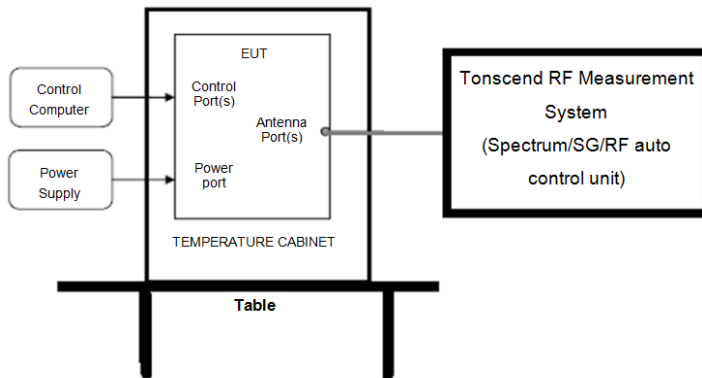 EUT
Control
Computer
Control
Port(s)
Antenna
Port(s)
Power
Supply
Power
port
TEMPERATURE CABINET
Table
Tonscend RF Measurement
System
(Spectrum/SG/RF auto
control unit)